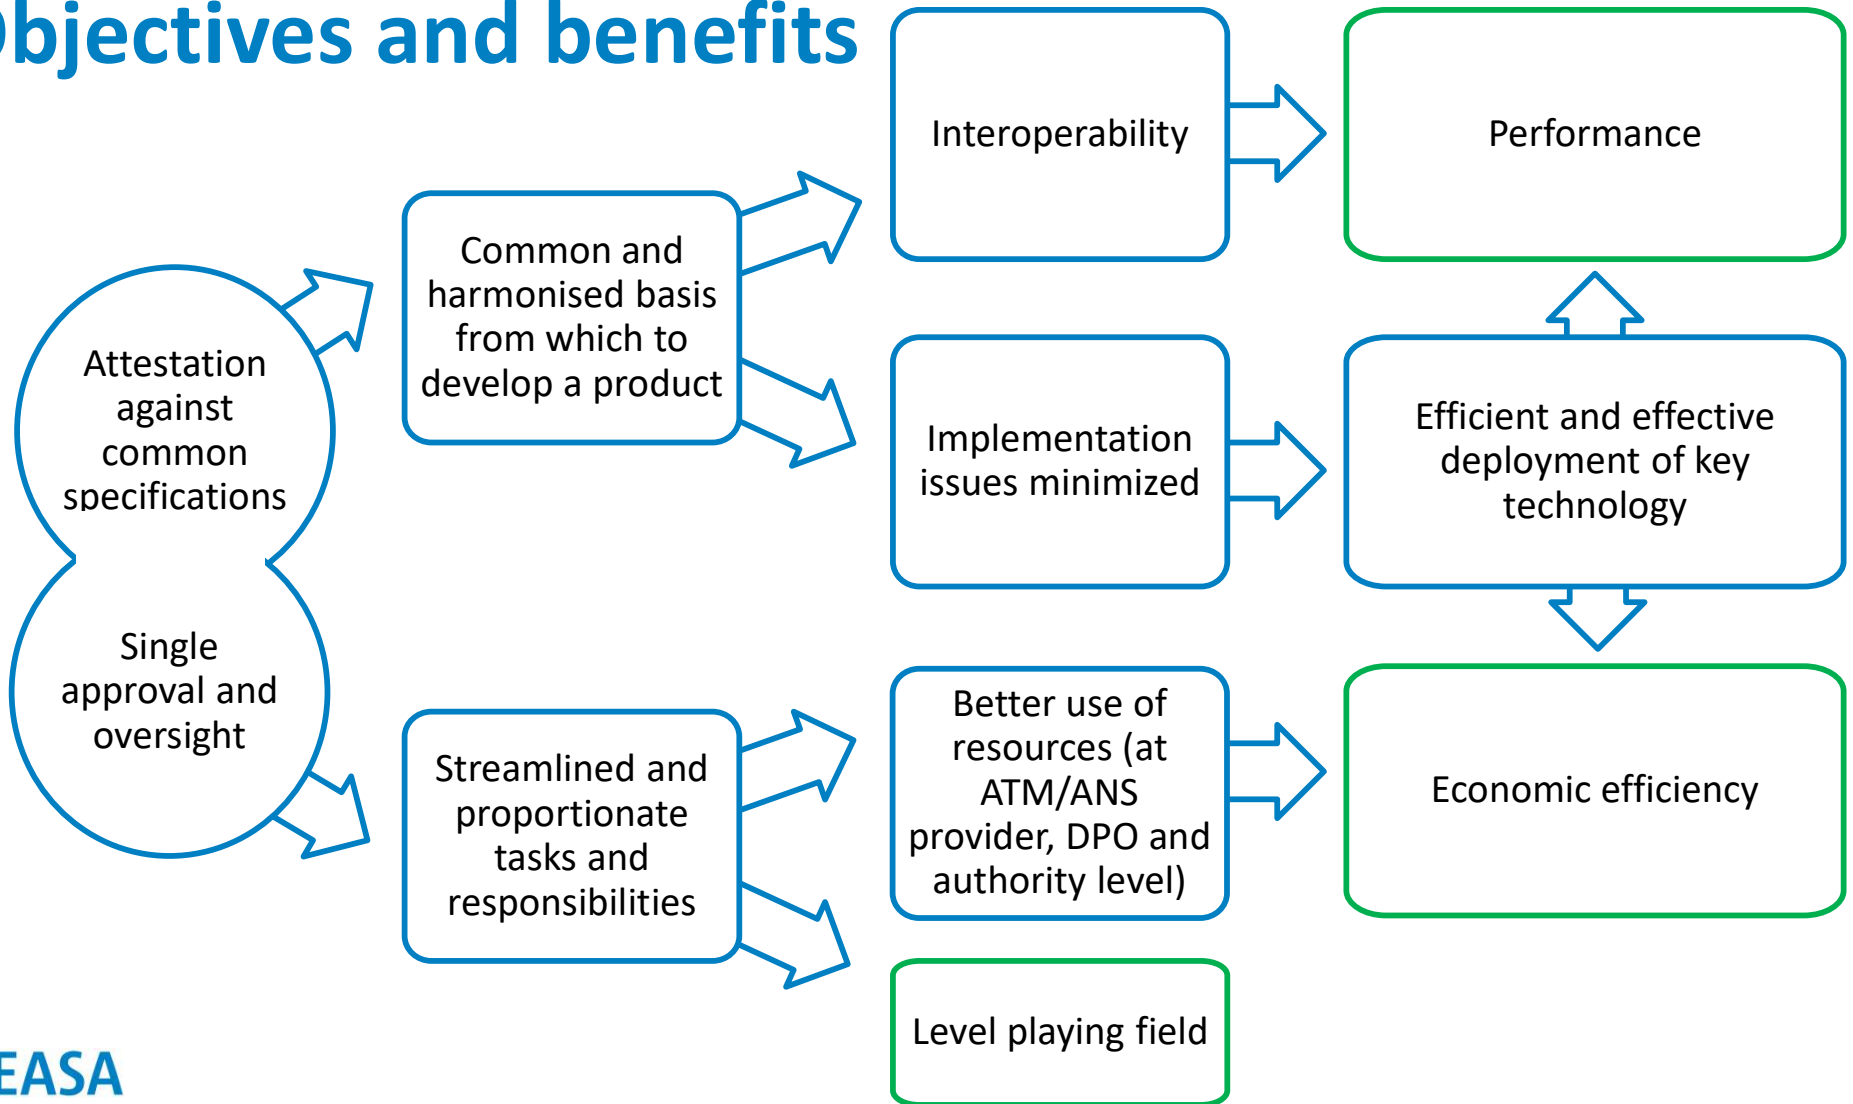 Objectives and benefits
Interoperability
Performance
Common and
harmonised basis
from which to
develop a product
Attestation
against
common
specifications
Implementation
issues minimized
Efficient and effective
deployment of key
technology
Single
approval and
oversight
Streamlined and
proportionate
tasks and
responsibilities
Better use of
resources (at
ATM/ANS
provider, DPO and
authority level)
Economic efficiency
Level playing field
EASA